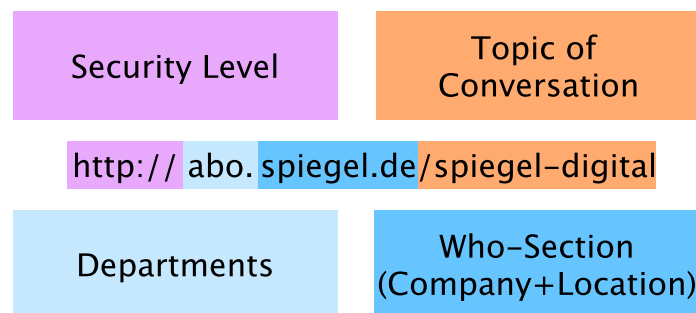 Security Level
Topic of
Conversation
http:// abo.spiegel.de/spiegel-digital
Departments
Who-Section
(Company+Location)